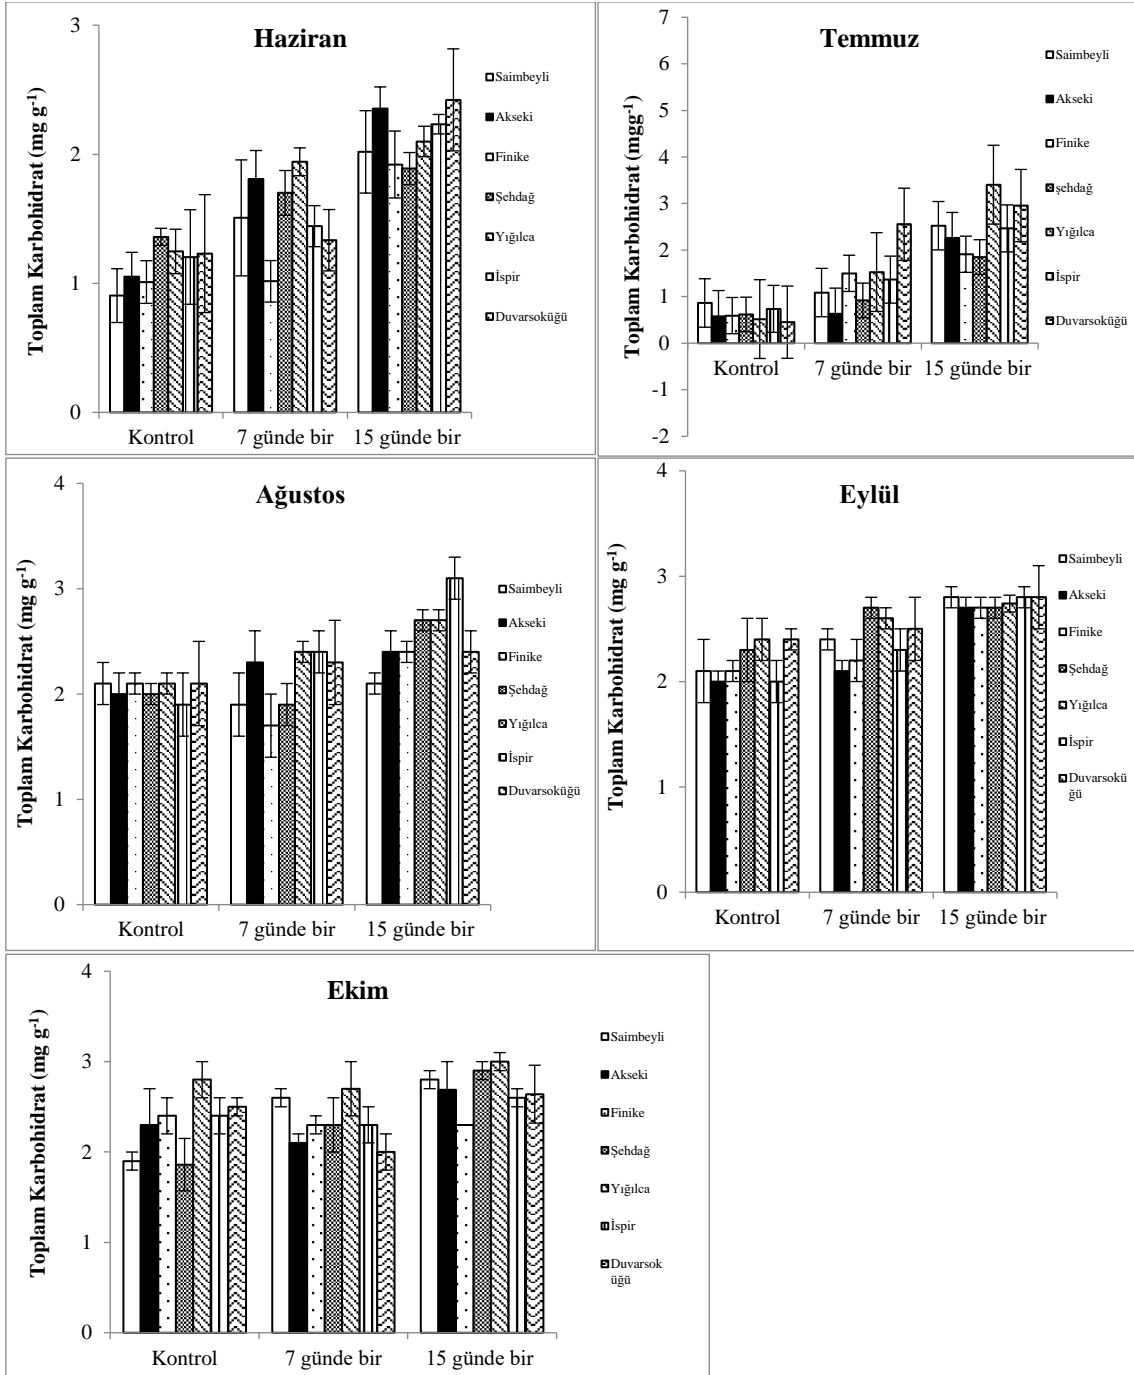 Haziran
Toplam Karbohidrat (mg g-1)
3
2
1
0
Kontrol
7 günde bir
15 günde bir
Saimbeyli
Akseki
Finike
Şehdağ
Yığılca
İspir
Duvarsoküğü
Temmuz
Toplam Karbohidrat (mgg-1)
7
6
5
4
3
2
1
0
-1
-2
Kontrol
7 günde bir
15 günde bir
Saimbeyli
Akseki
Finike
şehdağ
Yığılca
İspir
Duvarsoküğü
Ağustos
Toplam Karbohidrat (mg g-1)
4
3
2
1
0
Kontrol
7 günde bir
15 günde bir
Saimbeyli
Akseki
Finike
Şehdağ
Yığılca
İspir
Duvarsoküğü
Eylül
Toplam Karbohidrat (mg g-1)
4
3
2
1
0
Kontrol
7 günde bir
15 günde bir
Saimbeyli
Akseki
Finike
Şehdağ
Yığılca
İspir
Duvarsokü
ğü
Ekim
Toplam Karbohidrat (mg g-1)
4
3
2
1
0
Kontrol
7 günde bir
15 günde bir
Saimbeyli
Akseki
Finike
Şehdağ
Yığılca
İspir
Duvarsok
üğü